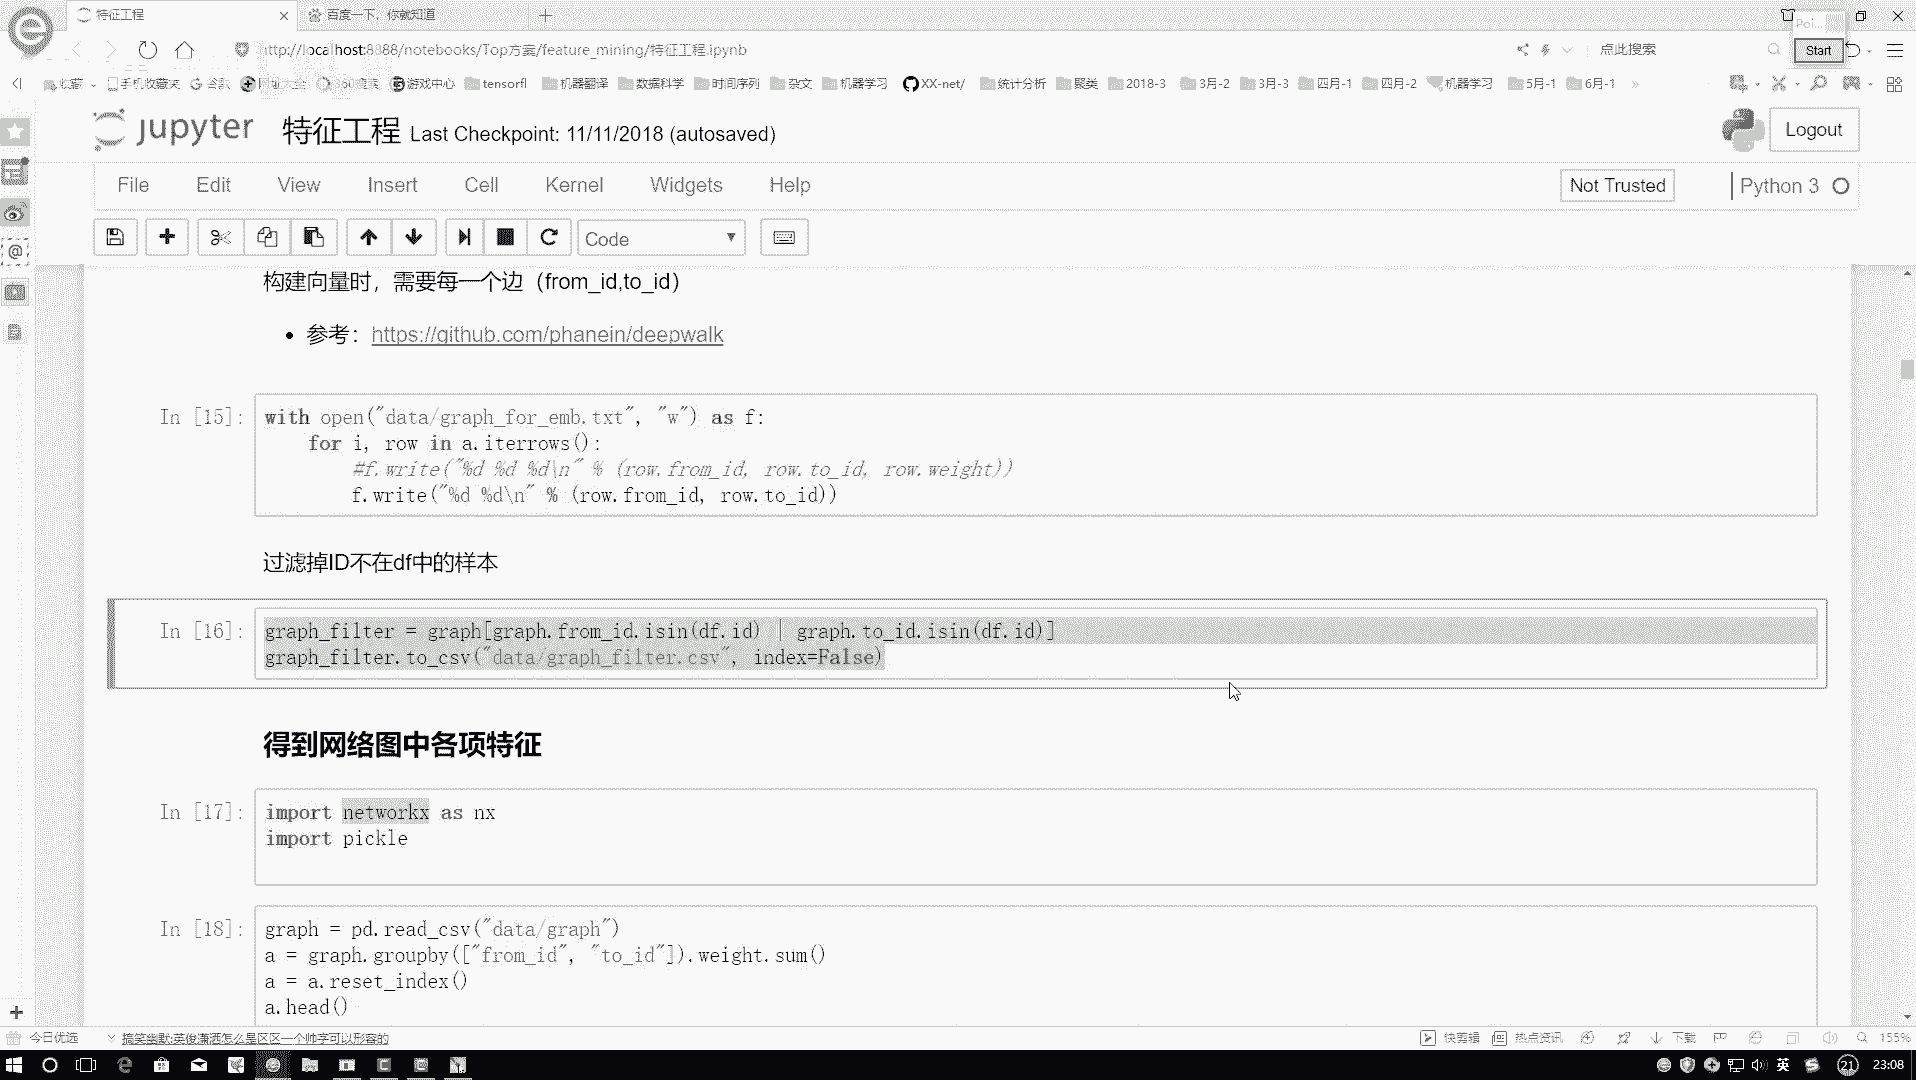 特征工程
百度一下，你就知道
http://localhost:8888/notebooks/Top方案/feature_mining/特征工程.ipynb
点此搜索
Start
收藏 手机收藏夹 谷歌 网址大全 360搜索 游戏中心 tensorfl 机器翻译 数据科学 时间序列 杂文 机器学习 XX-net/ 统计分析 聚类 2018-3 3月-2 3月-3 四月-1 四月-2 机器学习 5月-1 6月-1 »
jupyter 特征工程 Last Checkpoint: 11/11/2018 (autosaved)
Logout
File Edit View Insert Cell Kernel Widgets Help
Not Trusted
Python 3
Code
构建向量时，需要每一个边（from_id,to_id）
• 参考：https://github.com/phanein/deepwalk
In [15]:
with open("data/graph_for_emb.txt", "w") as f:
for i, row in a.iterrows():
#f.write("%d %d %d\n" % (row.from_id, row.to_id, row.weight))
f.write("%d %d\n" % (row.from_id, row.to_id))
过滤掉ID不在df中的样本
In [16]:
graph_filter = graph[graph.from_id.isin(df.id) | graph.to_id.isin(df.id)]
graph_filter.to_csv("data/graph_filter.csv", index=False)
得到网络图中各项特征
In [17]:
import networkx as nx
import pickle
In [18]:
graph = pd.read_csv("data/graph")
a = graph.groupby(["from_id", "to_id"]).weight.sum()
a = a.reset_index()
a.head()
今日优选
搞笑幽默:英俊潇洒怎么是区区一个帅字可以形容的
快剪辑 热点资讯 下载 155%
英 21 23:08